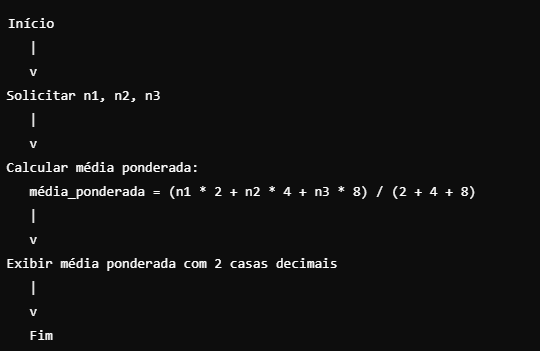 Início
|
v
Solicitar n1, n2, n3
|
v
Calcular média ponderada:
média_ponderada = (n1 * 2 + n2 * 4 + n3 * 8) / (2 + 4 + 8)
|
v
Exibir média ponderada com 2 casas decimais
|
v
Fim